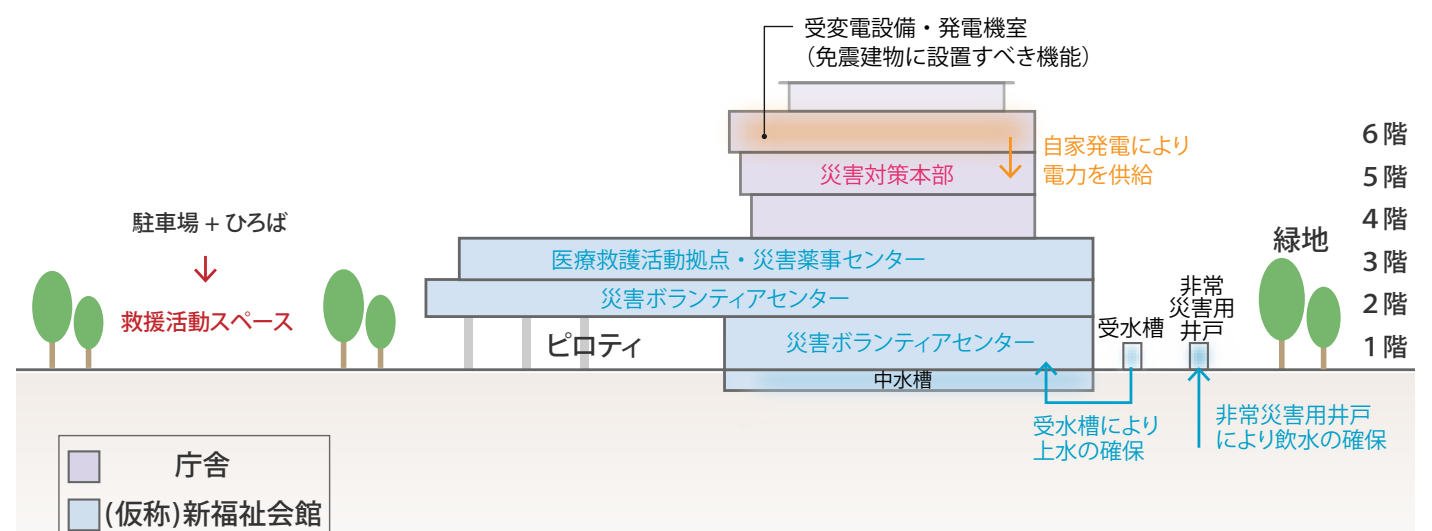 受変電設備・発電機室
（免震建物に設置すべき機能）
6階
自家発電により
電力を供給
災害対策本部
5階
4階
駐車場 + ひろば
緑地
医療救護活動拠点・災害薬事センター
3階
救援活動スペース
災害ボランティアセンター
非常
災害用
井戸
2階
ピロティ
災害ボランティアセンター
受水槽
1階
中水槽
受水槽により
上水の確保
非常災害用井戸
により飲水の確保
庁舎
(仮称)新福祉会館